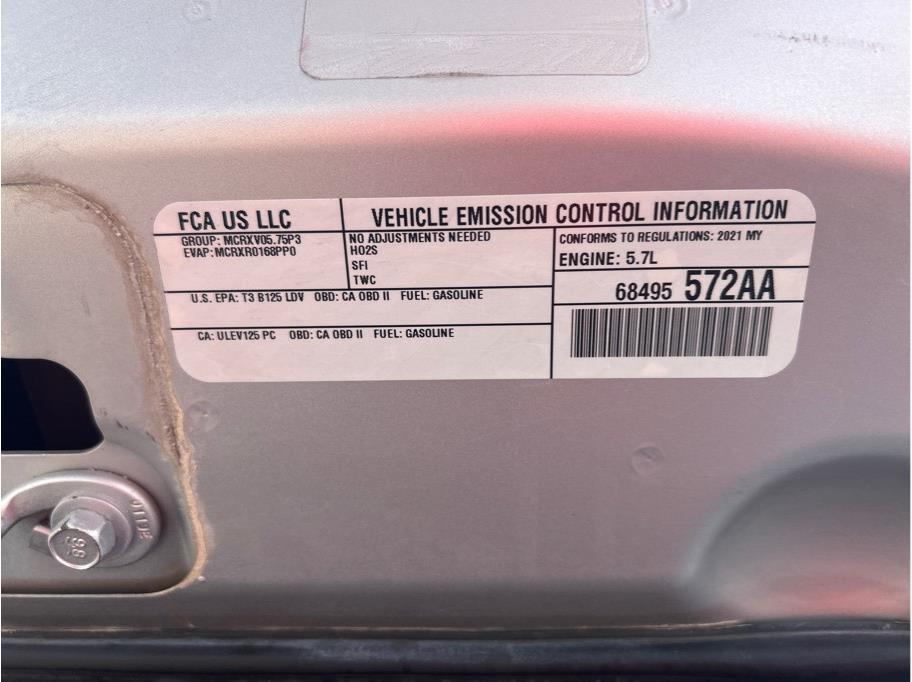 FCA US LLC
VEHICLE EMISSION CONTROL INFORMATION
GROUP: MCRXV05.75P3
EVAP: MCRXR0168PP0
NO ADJUSTMENTS NEEDED
HO2S
SFI
TWC
CONFORMS TO REGULATIONS: 2021 MY
ENGINE: 5.7L
68495 572AA
U.S. EPA: T3 B125 LDV OBD: CA OBD II FUEL: GASOLINE
CA: ULEV125 PC OBD: CA OBD II FUEL: GASOLINE